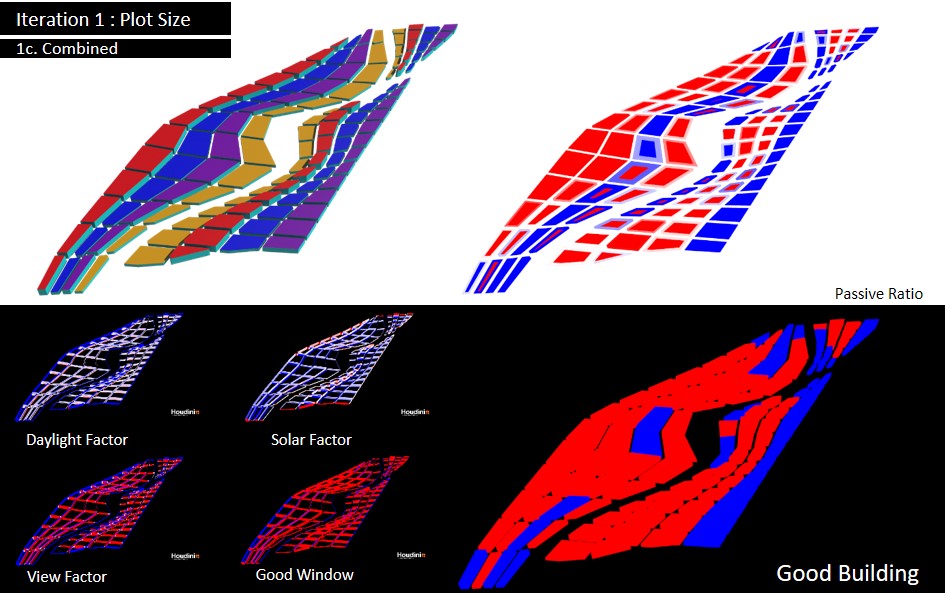 Iteration 1 : Plot Size
1c. Combined
Passive Ratio
Houdini
Houdini
Daylight Factor
Solar Factor
Houdini
Houdini
View Factor
Good Window
Good Building